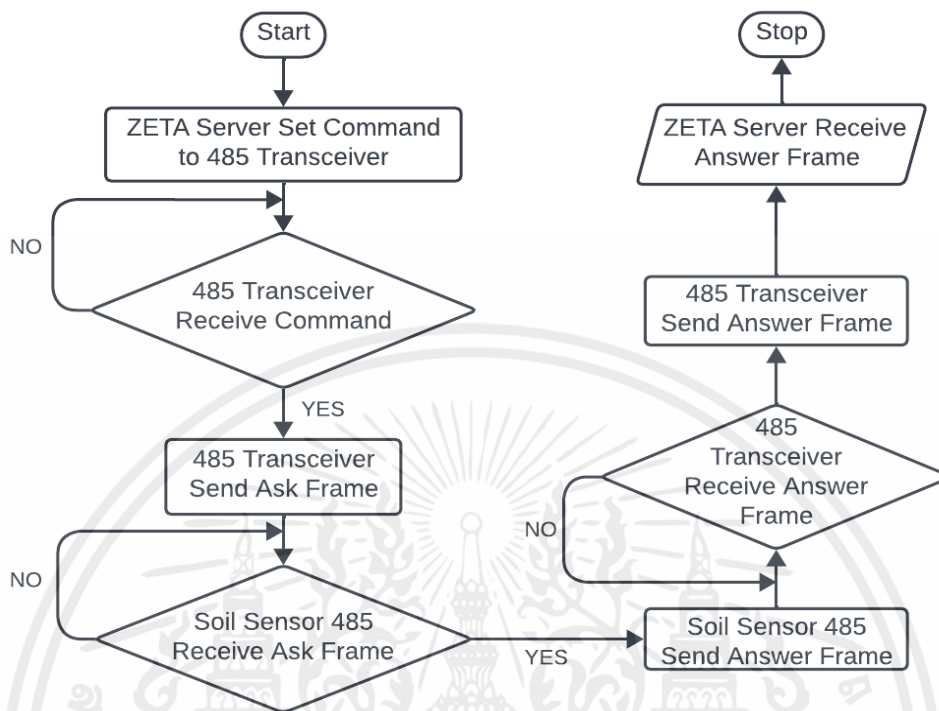 Start
ZETA Server Set Command
to 485 Transceiver
NO
485 Transceiver
Receive Command
YES
485 Transceiver
Send Ask Frame
NO
Soil Sensor 485
Receive Ask Frame
YES
Soil Sensor 485
Send Answer Frame
NO
485
Transceiver
Receive Answer
Frame
485 Transceiver
Send Answer Frame
ZETA Server Receive
Answer Frame
Stop